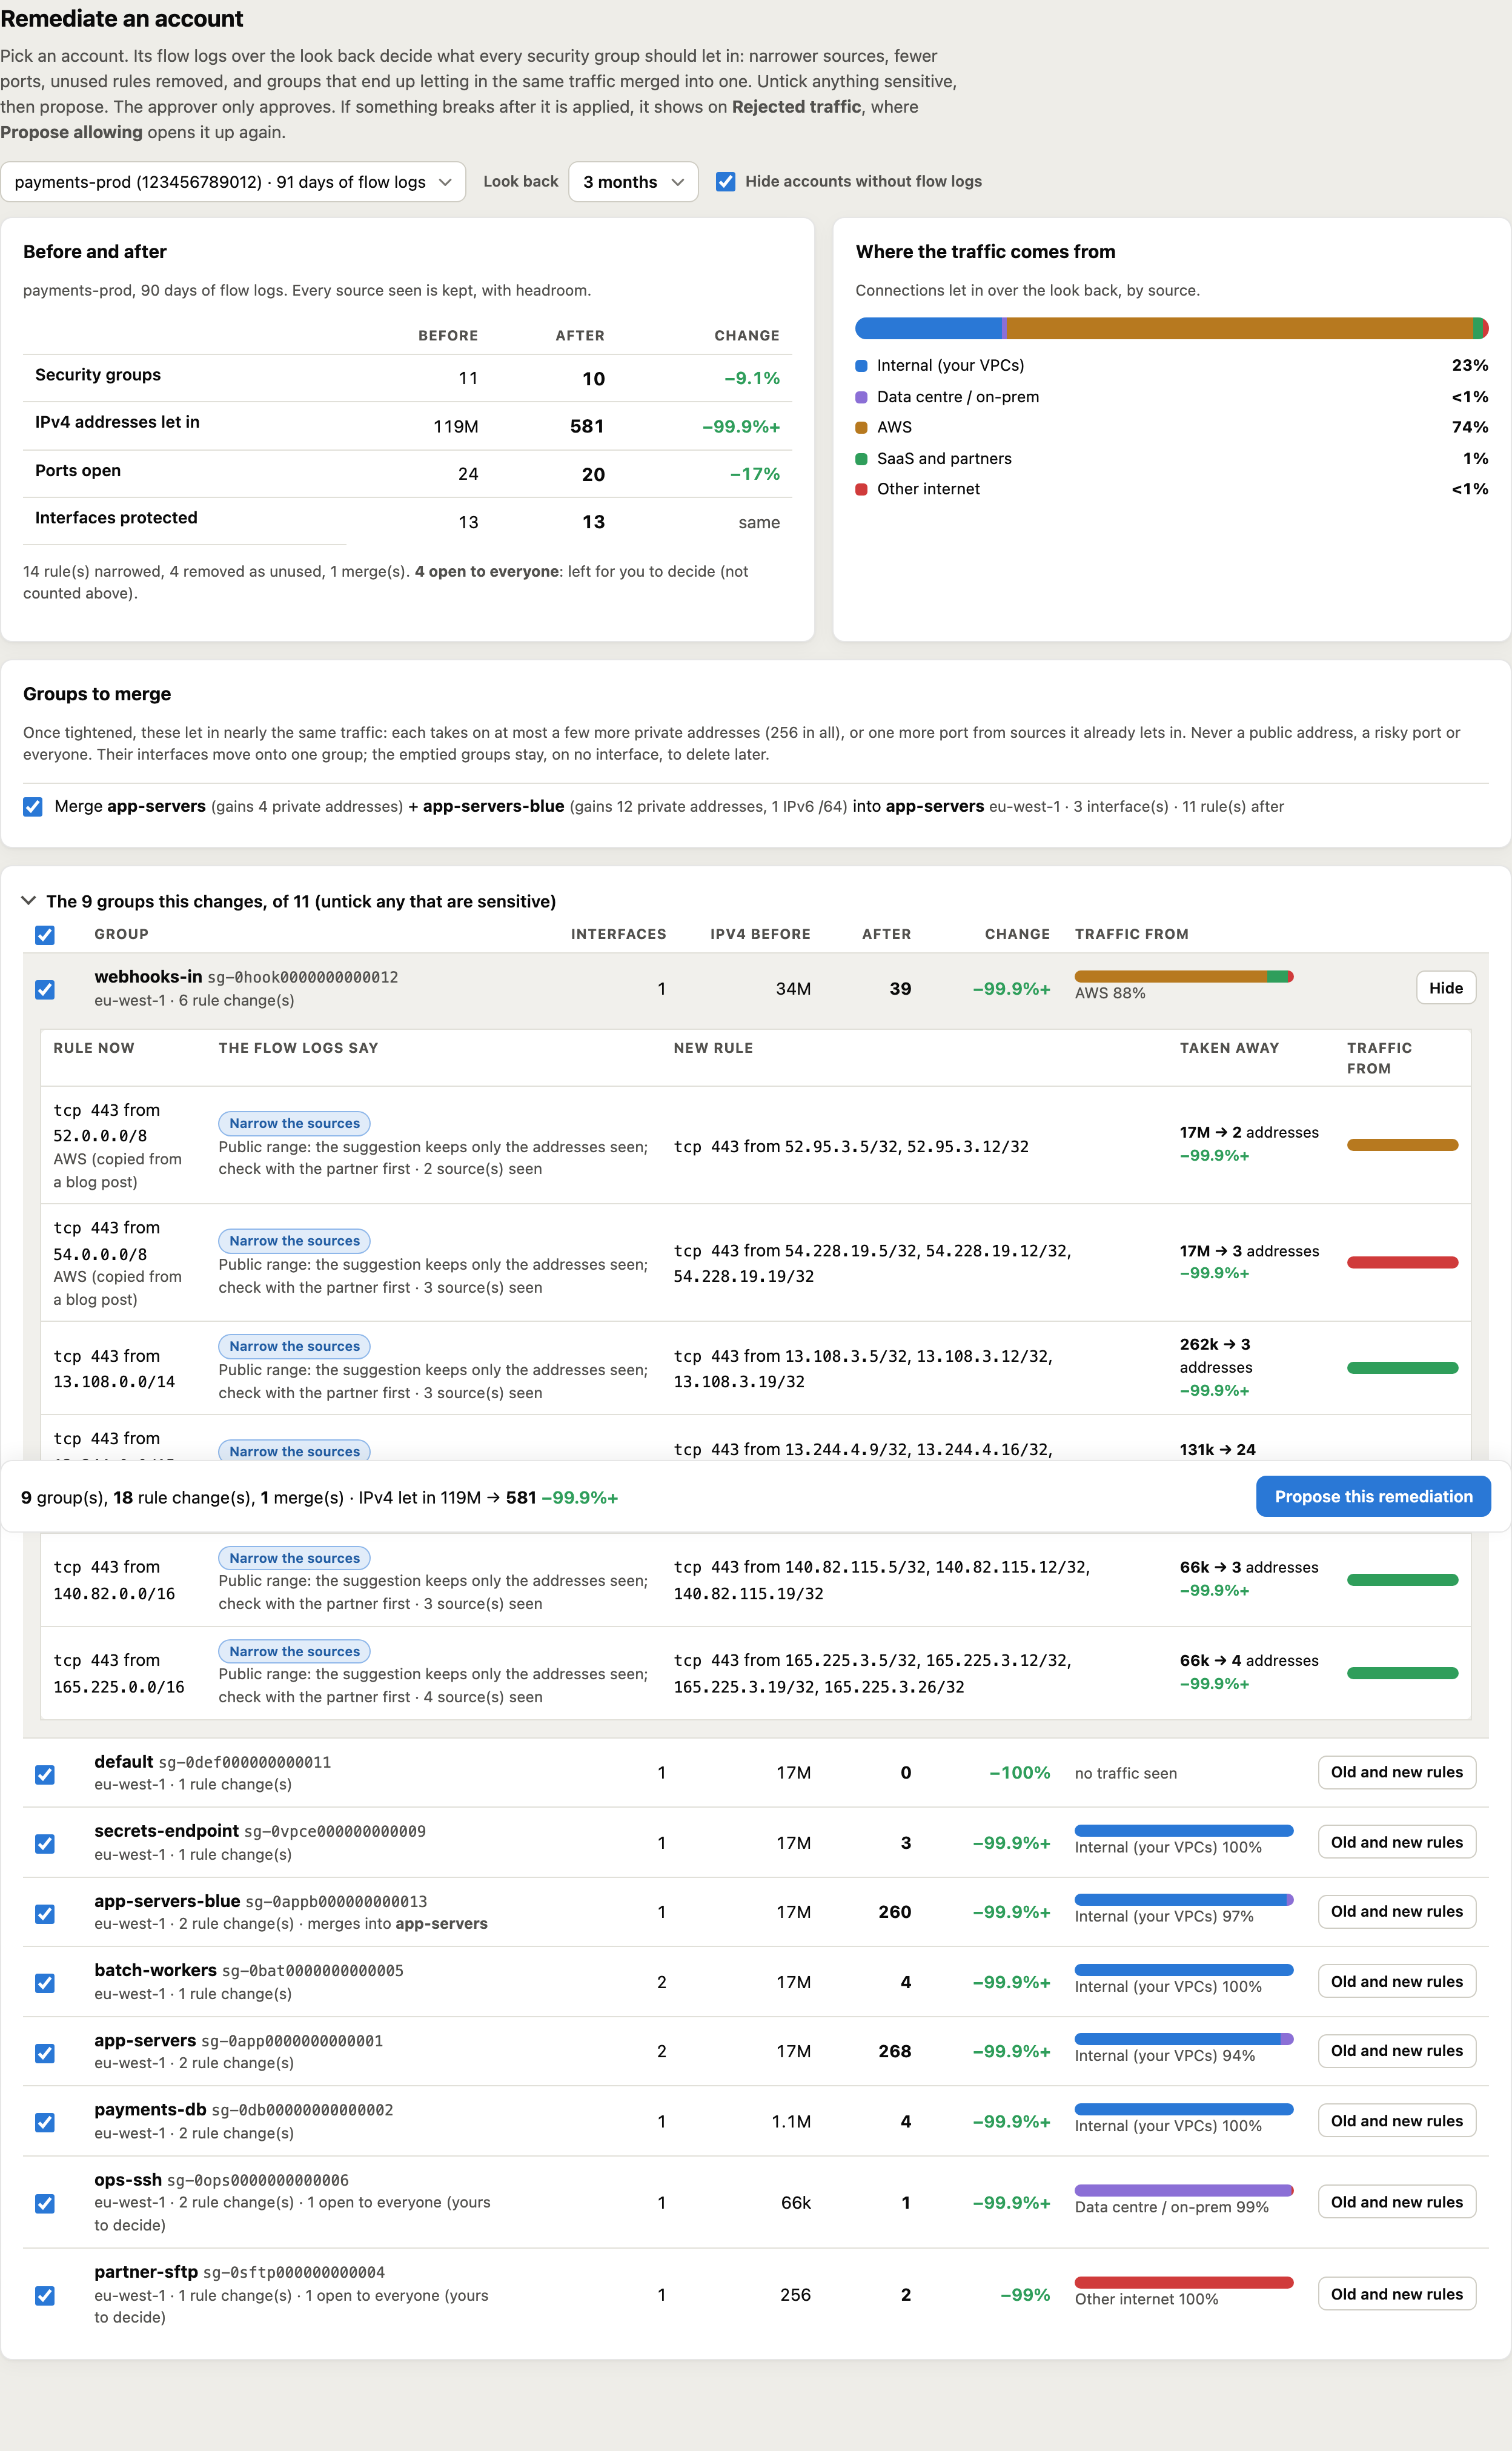 Remediate an account
Pick an account. Its flow logs over the look back decide what every security group should let in: narrower sources, fewer
ports, unused rules removed, and groups that end up letting in the same traffic merged into one. Untick anything sensitive,
then propose. The approver only approves. If something breaks after it is applied, it shows on Rejected traffic, where
Propose allowing opens it up again.
payments-prod (123456789012) · 91 days of flow logs
Look back
3 months
Hide accounts without flow logs
Before and after
payments-prod, 90 days of flow logs. Every source seen is kept, with headroom.
BEFORE AFTER CHANGE
Security groups 11 10 −9.1%
IPv4 addresses let in 119M 581 −99.9%+
Ports open 24 20 −17%
Interfaces protected 13 13 same
14 rule(s) narrowed, 4 removed as unused, 1 merge(s). 4 open to everyone: left for you to decide (not
counted above).
Where the traffic comes from
Connections let in over the look back, by source.
Internal (your VPCs) 23%
Data centre / on-prem <1%
AWS 74%
SaaS and partners 1%
Other internet <1%
Groups to merge
Once tightened, these let in nearly the same traffic: each takes on at most a few more private addresses (256 in all), or one more port from sources it already lets in. Never a public address, a risky port or
everyone. Their interfaces move onto one group; the emptied groups stay, on no interface, to delete later.
Merge app-servers (gains 4 private addresses) + app-servers-blue (gains 12 private addresses, 1 IPv6 /64) into app-servers eu-west-1 · 3 interface(s) · 11 rule(s) after
The 9 groups this changes, of 11 (untick any that are sensitive)
GROUP INTERFACES IPV4 BEFORE AFTER CHANGE TRAFFIC FROM
webhooks-in sg-0hook0000000000012
eu-west-1 · 6 rule change(s)
1 34M 39 −99.9%+
AWS 88%
Hide
RULE NOW THE FLOW LOGS SAY NEW RULE TAKEN AWAY TRAFFIC
FROM
tcp 443 from
52.0.0.0/8
AWS (copied from
a blog post)
Narrow the sources
Public range: the suggestion keeps only the addresses seen;
check with the partner first · 2 source(s) seen
tcp 443 from 52.95.3.5/32, 52.95.3.12/32
17M → 2 addresses
−99.9%+
tcp 443 from
54.0.0.0/8
AWS (copied from
a blog post)
Narrow the sources
Public range: the suggestion keeps only the addresses seen;
check with the partner first · 3 source(s) seen
tcp 443 from 54.228.19.5/32, 54.228.19.12/32,
54.228.19.19/32
17M → 3 addresses
−99.9%+
tcp 443 from
13.108.0.0/14
Narrow the sources
Public range: the suggestion keeps only the addresses seen;
check with the partner first · 3 source(s) seen
tcp 443 from 13.108.3.5/32, 13.108.3.12/32,
13.108.3.19/32
262k → 3
addresses
−99.9%+
tcp 443 from
Narrow the sources
tcp 443 from 13.244.4.9/32, 13.244.4.16/32,
131k → 24
9 group(s), 18 rule change(s), 1 merge(s) · IPv4 let in 119M → 581 −99.9%+
Propose this remediation
tcp 443 from
140.82.0.0/16
Narrow the sources
Public range: the suggestion keeps only the addresses seen;
check with the partner first · 3 source(s) seen
tcp 443 from 140.82.115.5/32, 140.82.115.12/32,
140.82.115.19/32
66k → 3 addresses
−99.9%+
tcp 443 from
165.225.0.0/16
Narrow the sources
Public range: the suggestion keeps only the addresses seen;
check with the partner first · 4 source(s) seen
tcp 443 from 165.225.3.5/32, 165.225.3.12/32,
165.225.3.19/32, 165.225.3.26/32
66k → 4 addresses
−99.9%+
default sg-0def000000000011
eu-west-1 · 1 rule change(s)
1 17M 0 −100% no traffic seen
Old and new rules
secrets-endpoint sg-0vpce000000000009
eu-west-1 · 1 rule change(s)
1 17M 3 −99.9%+
Internal (your VPCs) 100%
Old and new rules
app-servers-blue sg-0appb000000000013
eu-west-1 · 2 rule change(s) · merges into app-servers
1 17M 260 −99.9%+
Internal (your VPCs) 97%
Old and new rules
batch-workers sg-0bat0000000000005
eu-west-1 · 1 rule change(s)
2 17M 4 −99.9%+
Internal (your VPCs) 100%
Old and new rules
app-servers sg-0app0000000000001
eu-west-1 · 2 rule change(s)
2 17M 268 −99.9%+
Internal (your VPCs) 94%
Old and new rules
payments-db sg-0db00000000000002
eu-west-1 · 2 rule change(s)
1 1.1M 4 −99.9%+
Internal (your VPCs) 100%
Old and new rules
ops-ssh sg-0ops0000000000006
eu-west-1 · 2 rule change(s) · 1 open to everyone (yours
to decide)
1 66k 1 −99.9%+
Data centre / on-prem 99%
Old and new rules
partner-sftp sg-0sftp000000000004
eu-west-1 · 1 rule change(s) · 1 open to everyone (yours
to decide)
1 256 2 −99%
Other internet 100%
Old and new rules